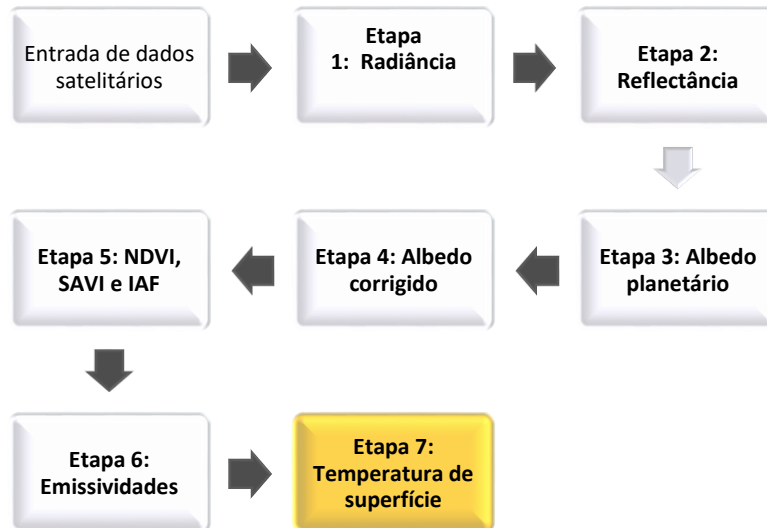 Entrada de dados
satelitários
Etapa
1: Radiância
Etapa 2:
Reflectância
Etapa 3: Albedo
planetário
Etapa 4: Albedo
corrigido
Etapa 5: NDVI,
SAVI e IAF
Etapa 6:
Emissividades
Etapa 7:
Temperatura de
superfície